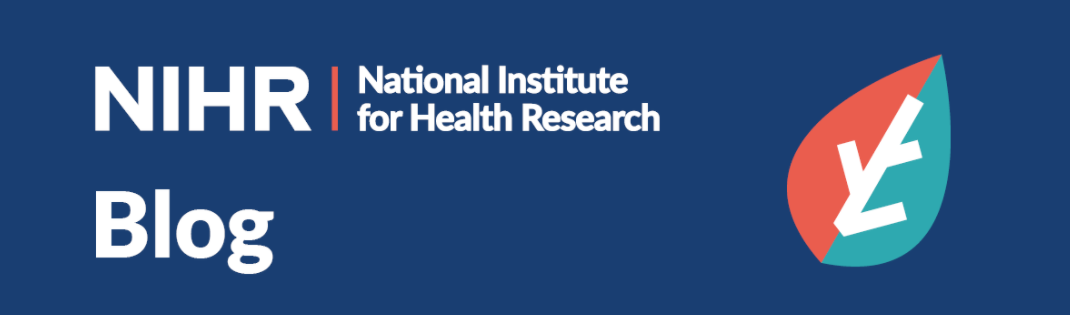 NIHR | National Institute
for Health Research
Blog